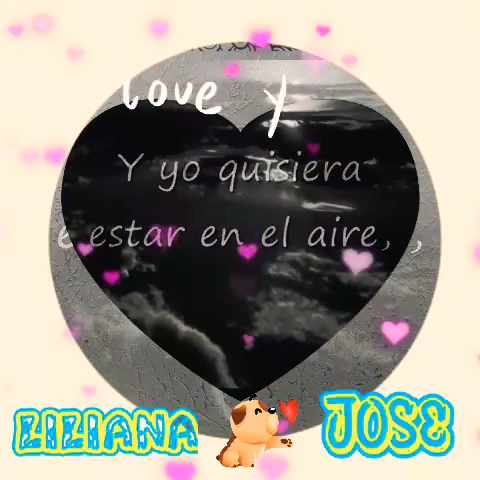 love y
Y yo quisiera
e estar en el aire, ,
LILIANA
JOSE